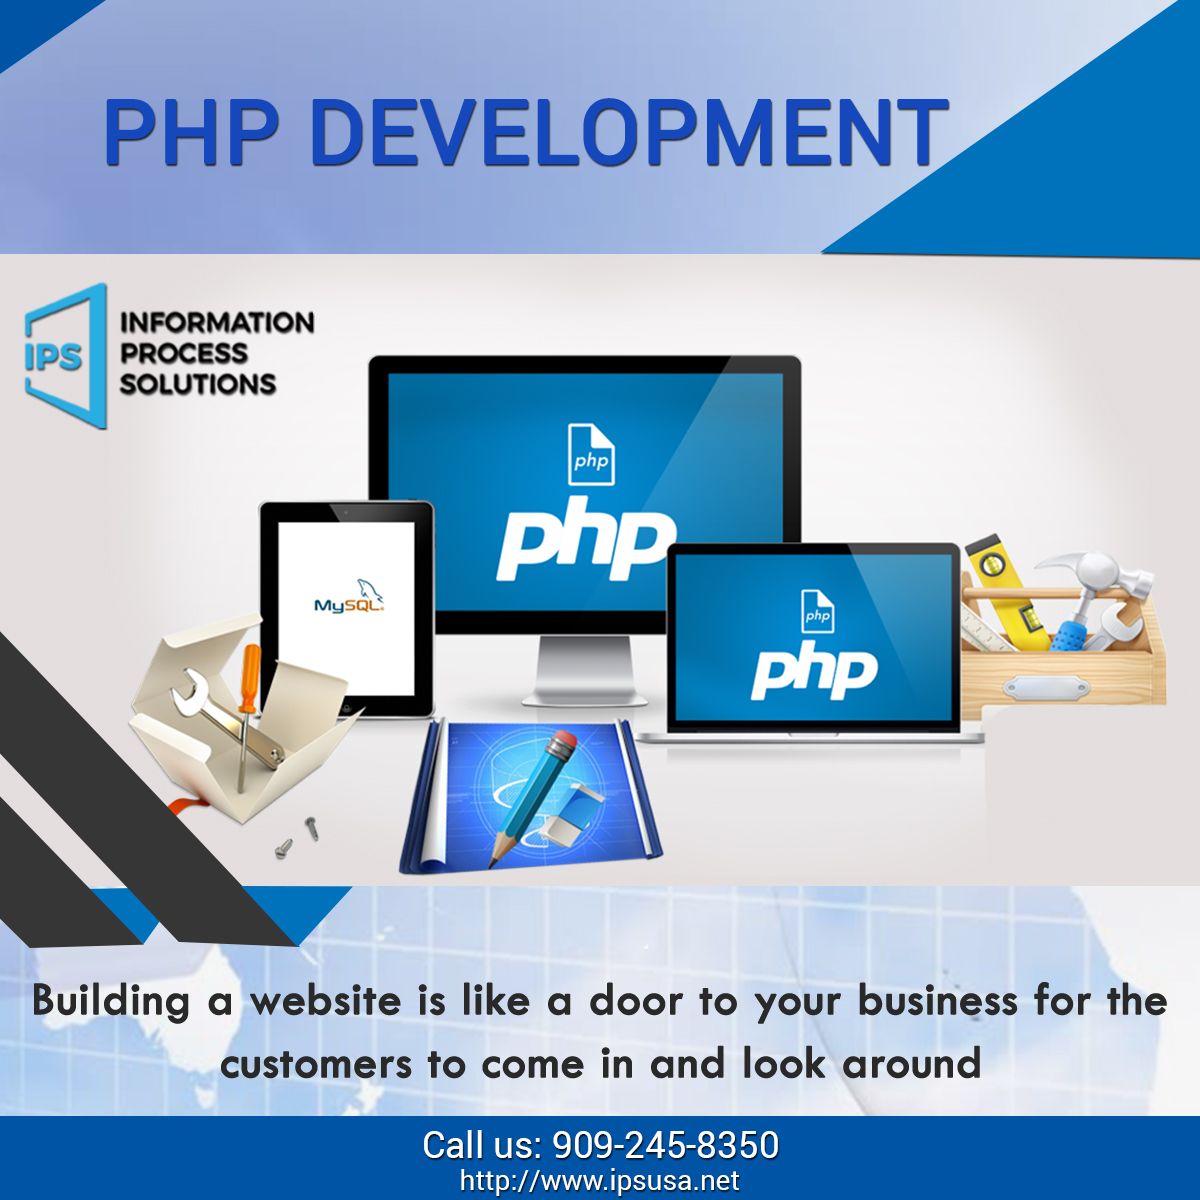 PHP DEVELOPMENT
IPS
INFORMATION
PROCESS
SOLUTIONS
php
php
MySQL
php
php
Building a website is like a door to your business for the
customers to come in and look around
Call us: 909-245-8350
http://www.ipsusa.net